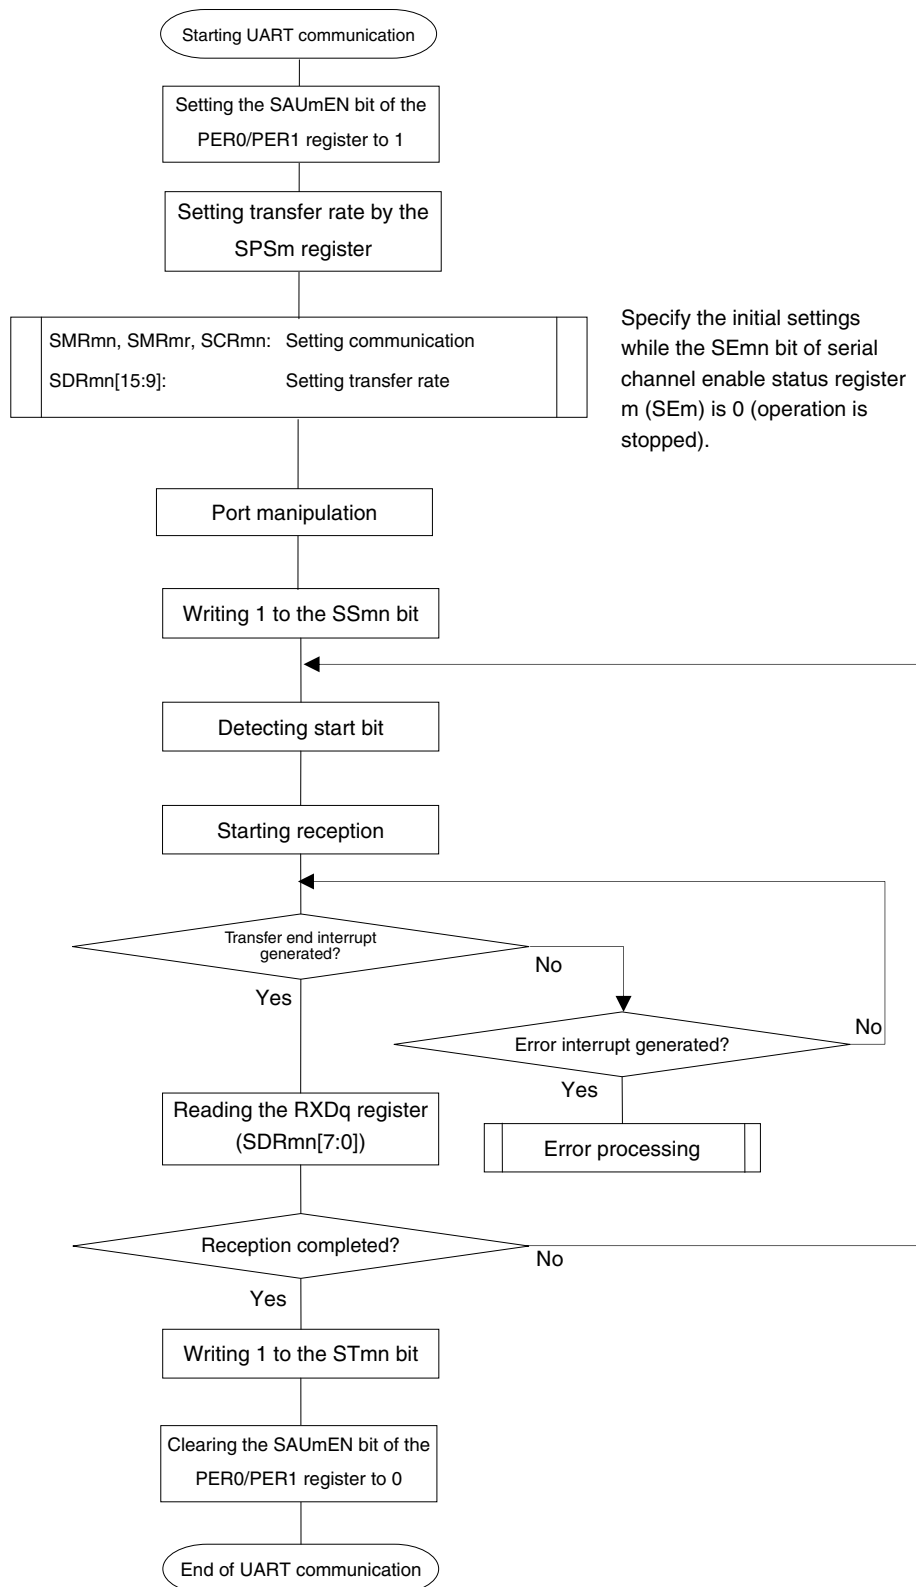 Starting UART communication
Setting the SAUmEN bit of the
PER0/PER1 register to 1
Setting transfer rate by the
SPSm register
SMRmn, SMRmr, SCRmn: Setting communication
SDRmn[15:9]: Setting transfer rate
Specify the initial settings
while the SEmn bit of serial
channel enable status register
m (SEm) is 0 (operation is
stopped).
Port manipulation
Writing 1 to the SSmn bit
Detecting start bit
Starting reception
Transfer end interrupt
generated?
No
Yes
Error interrupt generated?
No
Yes
Error processing
Reading the RXDq register
(SDRmn[7:0])
Reception completed?
No
Yes
Writing 1 to the STmn bit
Clearing the SAUmEN bit of the
PER0/PER1 register to 0
End of UART communication